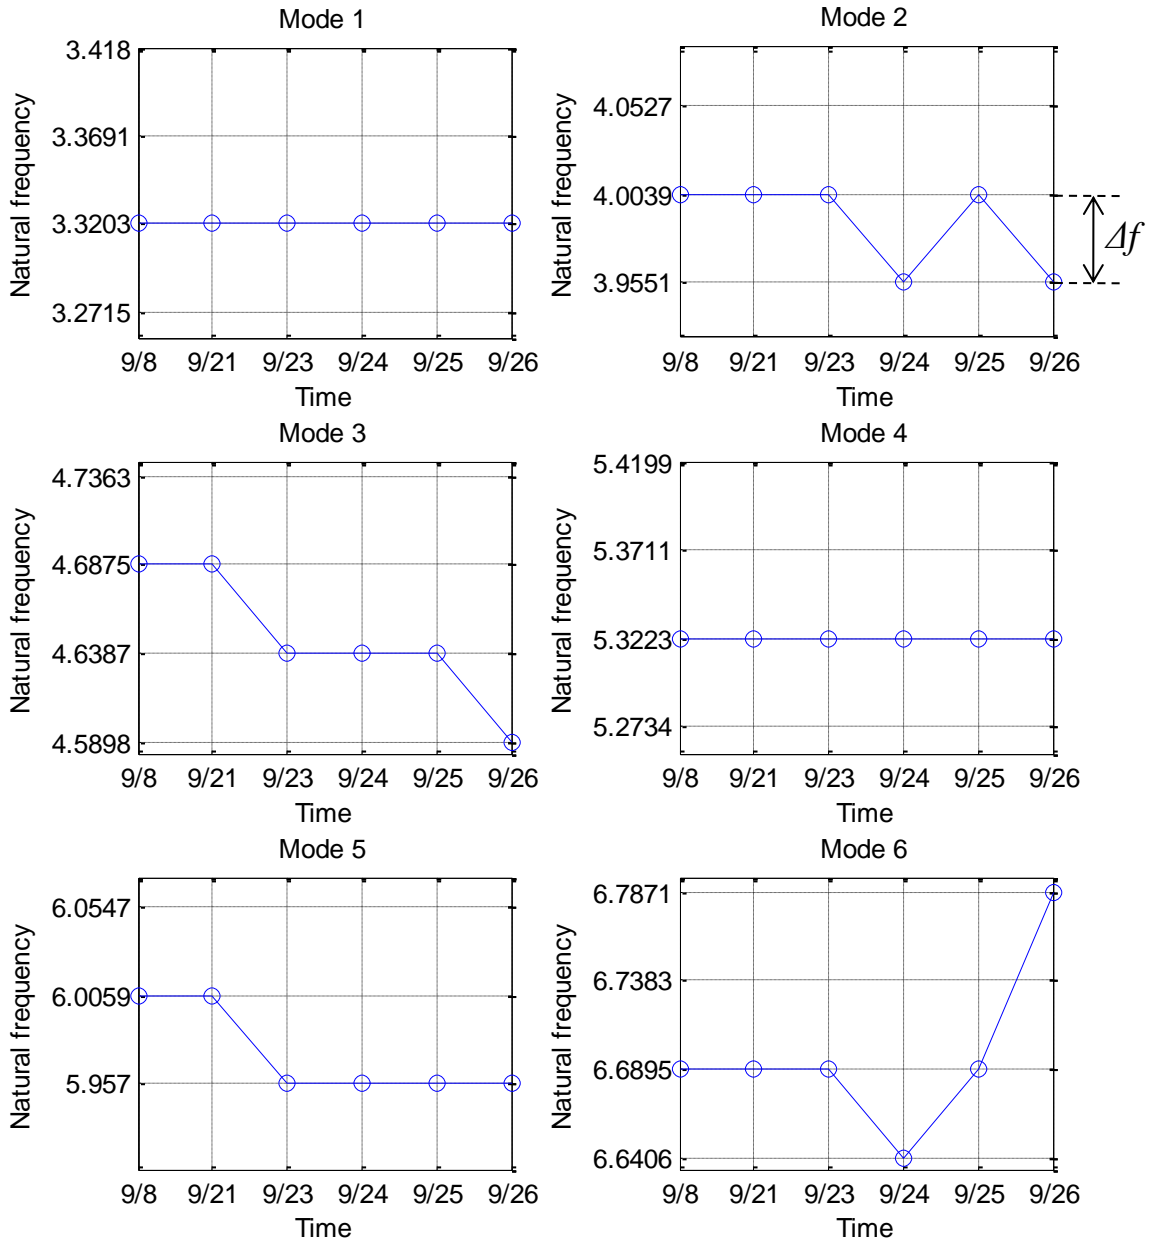 Mode 1
Natural frequency
3.418
3.3691
3.3203
3.2715
9/8 9/21 9/23 9/24 9/25 9/26
Time
Mode 2
Natural frequency
4.0527
4.0039
3.9551
Δf
9/8 9/21 9/23 9/24 9/25 9/26
Time
Mode 3
Natural frequency
4.7363
4.6875
4.6387
4.5898
9/8 9/21 9/23 9/24 9/25 9/26
Time
Mode 4
Natural frequency
5.4199
5.3711
5.3223
5.2734
9/8 9/21 9/23 9/24 9/25 9/26
Time
Mode 5
Natural frequency
6.0547
6.0059
5.957
9/8 9/21 9/23 9/24 9/25 9/26
Time
Mode 6
Natural frequency
6.7871
6.7383
6.6895
6.6406
9/8 9/21 9/23 9/24 9/25 9/26
Time